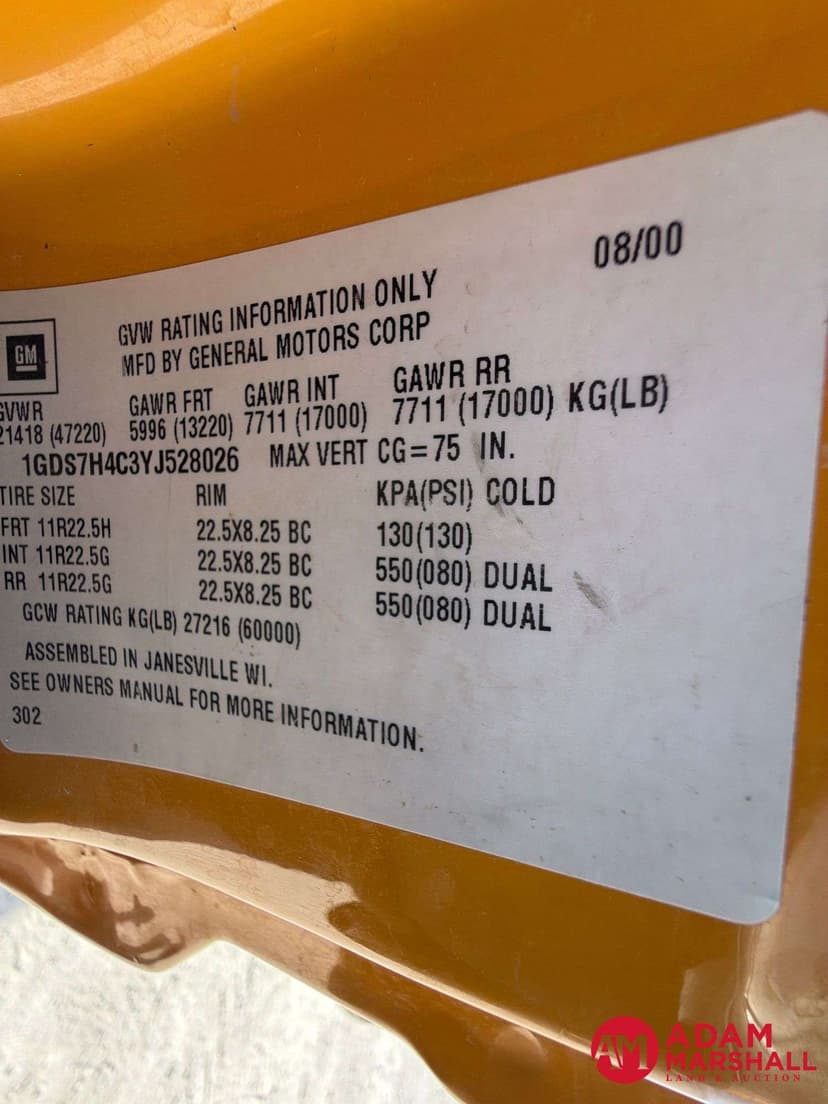 08/00
GM
GVW RATING INFORMATION ONLY
MFD BY GENERAL MOTORS CORP
GVWR GAWR FRT GAWR INT GAWR RR
21418 (47220) 5996 (13220) 7711 (17000) 7711 (17000) KG(LB)
1GDS7H4C3YJ528026 MAX VERT CG=75 IN.
TIRE SIZE RIM KPA(PSI) COLD
FRT 11R22.5H 22.5X8.25 BC 130(130)
INT 11R22.5G 22.5X8.25 BC 550(080) DUAL
RR 11R22.5G 22.5X8.25 BC 550(080) DUAL
GCW RATING KG(LB) 27216 (60000)
ASSEMBLED IN JANESVILLE WI.
SEE OWNERS MANUAL FOR MORE INFORMATION.
302
AM ADAM
MARSHALL
LAND & AUCTION